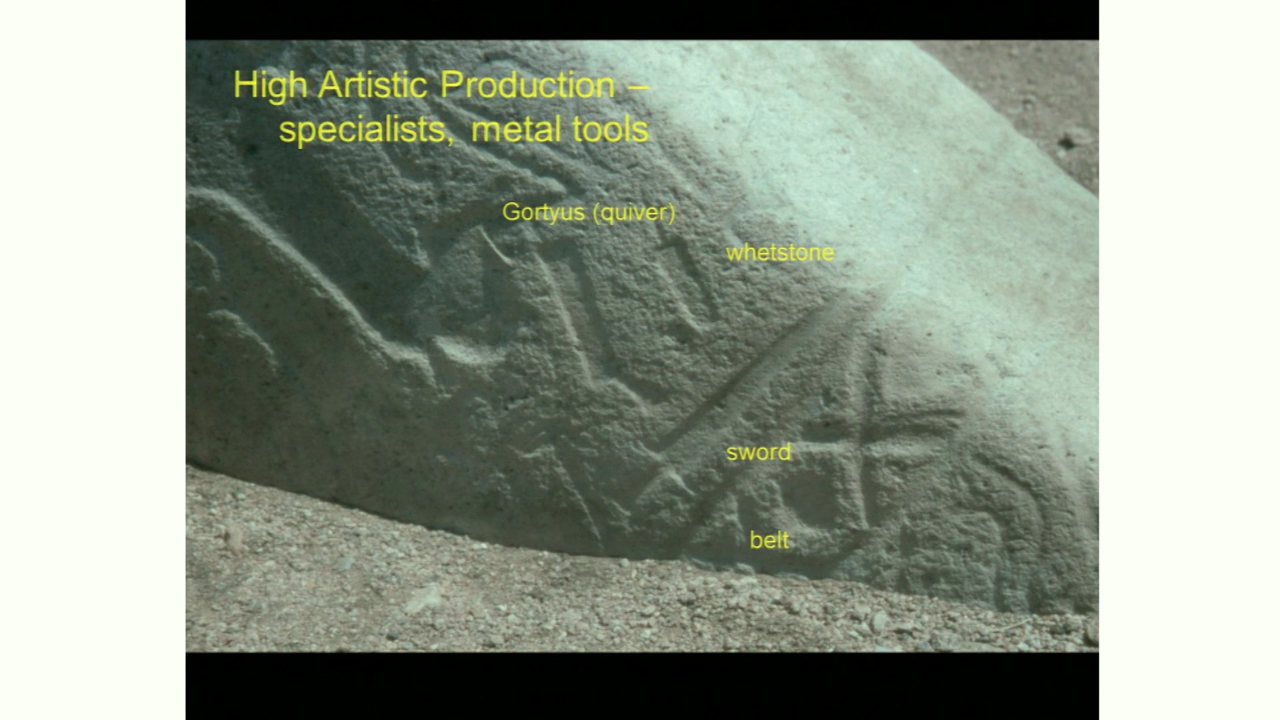 High Artistic Production –
specialists, metal tools
Gortyus (quiver)
whetstone
sword
belt